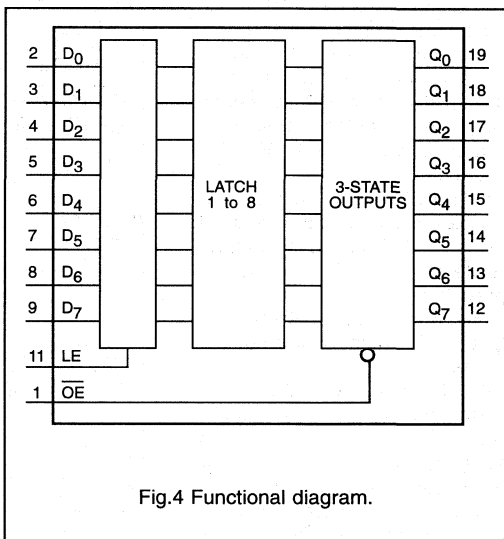 2 D0 Q0 19
3 D1 Q1 18
4 D2 Q2 17
5 D3 Q3 16
6 D4 LATCH 1 to 8 3-STATE OUTPUTS Q4 15
7 D5 Q5 14
8 D6 Q6 13
9 D7 Q7 12
11 LE
1 O̅E̅
Fig.4 Functional diagram.